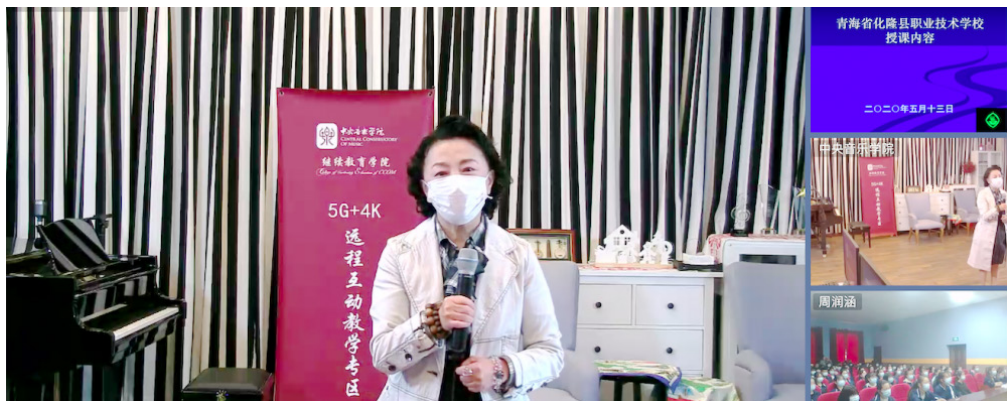 中央音乐学院
CENTRAL CONSERVATORY
OF MUSIC
继续教育学院
5G+4K
远程互动教学专区
青海省化隆县职业技术学校
授课内容
二〇二〇年五月十三日
中央音乐学院
5G+4K
周润涵